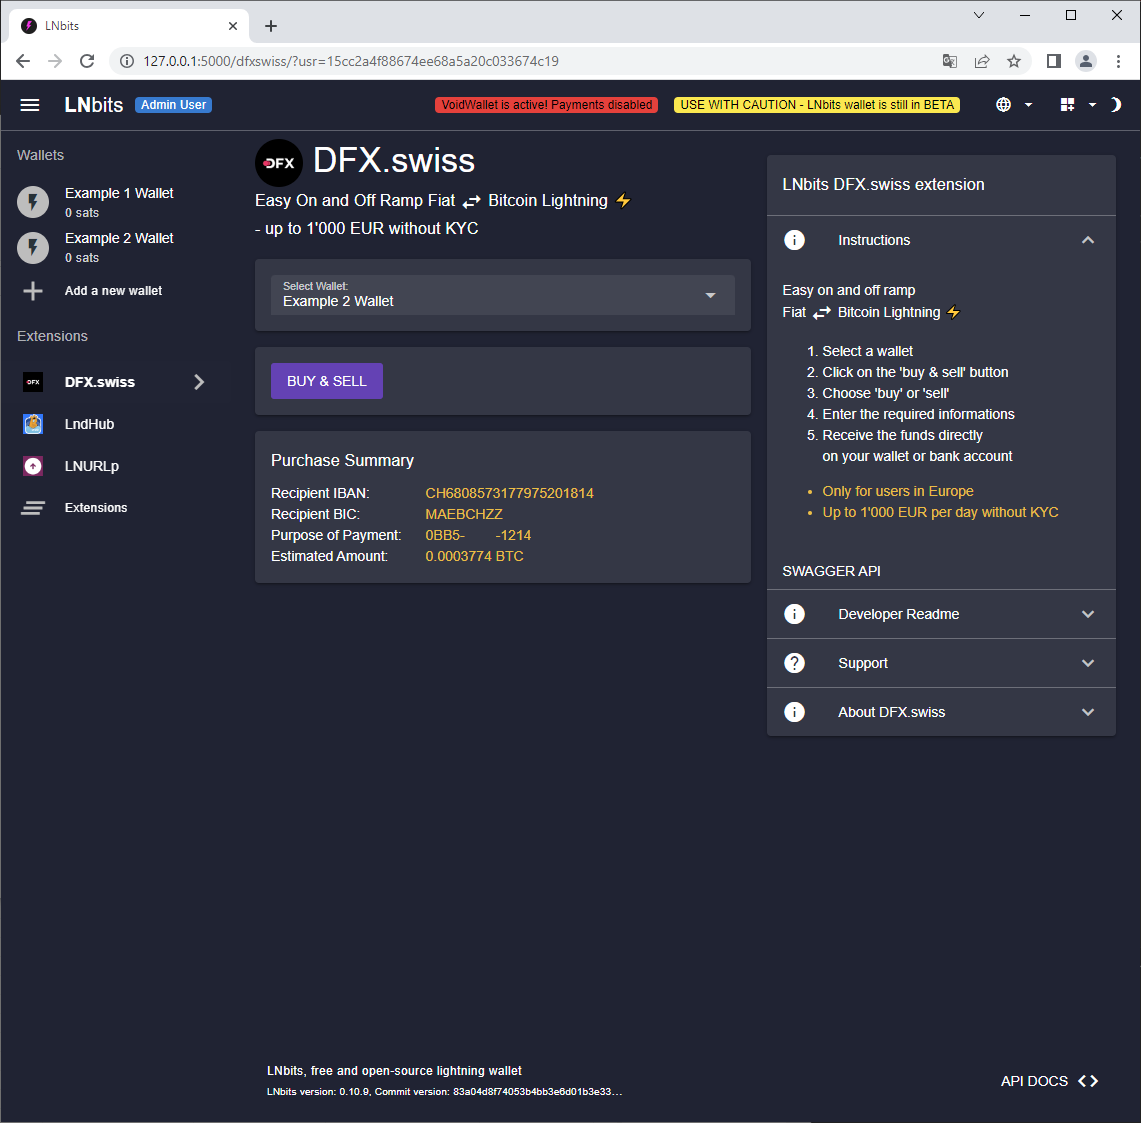 LNbits
127.0.0.1:5000/dfxswiss/?usr=15cc2a4f88674ee68a5a20c033674c19
LNbits Admin User VoidWallet is active! Payments disabled USE WITH CAUTION - LNbits wallet is still in BETA
Wallets
Example 1 Wallet
0 sats
Example 2 Wallet
0 sats
Add a new wallet
Extensions
DFX.swiss
LndHub
LNURLp
Extensions
DFX DFX.swiss
Easy On and Off Ramp Fiat ⇄ Bitcoin Lightning ⚡
- up to 1'000 EUR without KYC
Select Wallet:
Example 2 Wallet
BUY & SELL
Purchase Summary
Recipient IBAN: CH6808573177975201814
Recipient BIC: MAEBCHZZ
Purpose of Payment: 0BB5- -1214
Estimated Amount: 0.0003774 BTC
LNbits DFX.swiss extension
Instructions
Easy on and off ramp
Fiat ⇄ Bitcoin Lightning ⚡
1. Select a wallet
2. Click on the 'buy & sell' button
3. Choose 'buy' or 'sell'
4. Enter the required informations
5. Receive the funds directly
on your wallet or bank account
• Only for users in Europe
• Up to 1'000 EUR per day without KYC
SWAGGER API
Developer Readme
Support
About DFX.swiss
LNbits, free and open-source lightning wallet
LNbits version: 0.10.9, Commit version: 83a04d8f74053b4bb3e6d01b3e33...
API DOCS